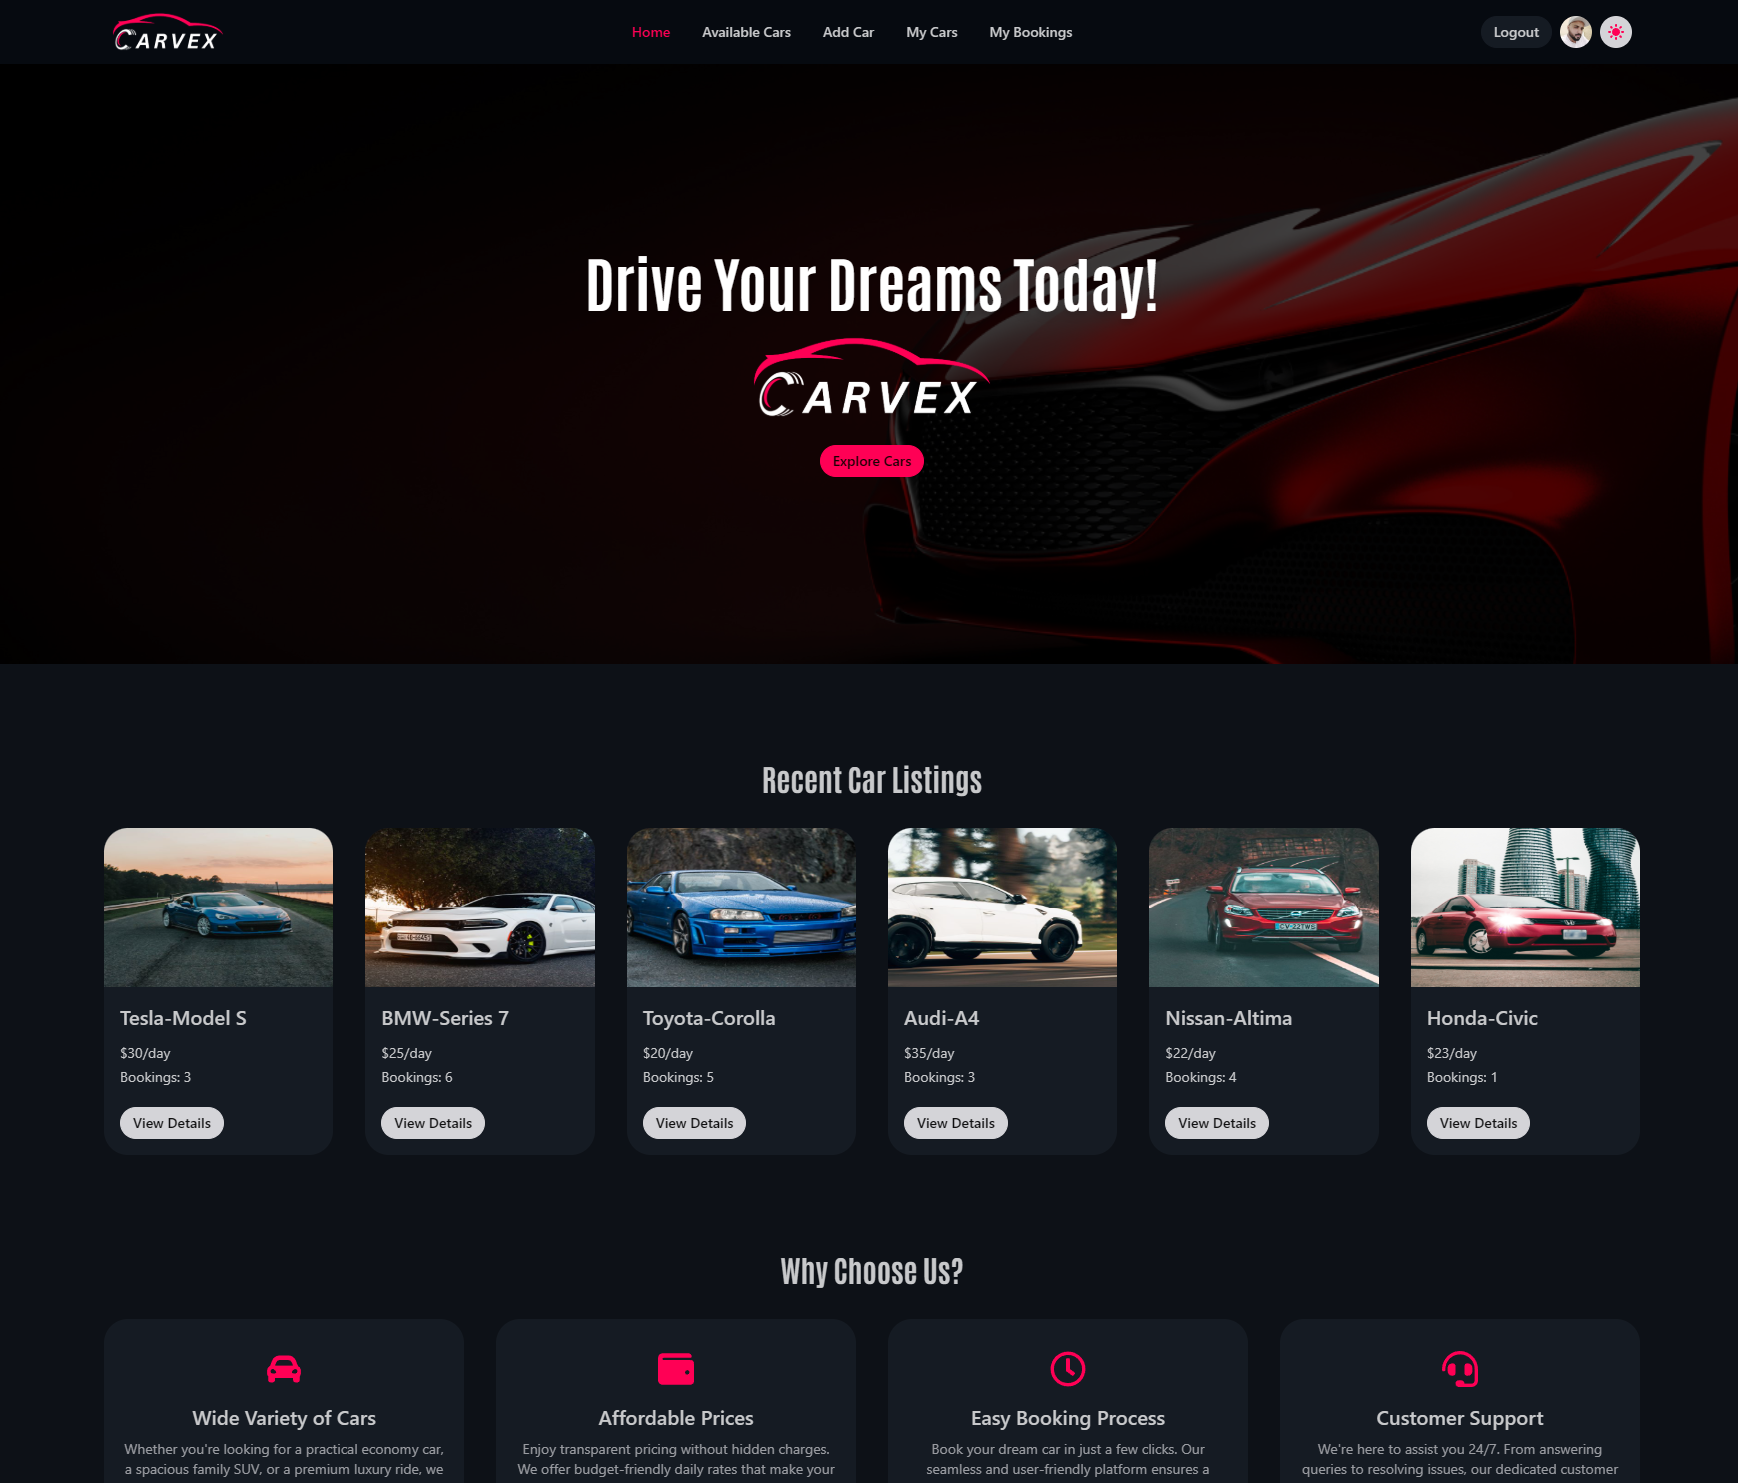 CARVEX
Home
Available Cars
Add Car
My Cars
My Bookings
Logout
Drive Your Dreams Today!
CARVEX
Explore Cars
Recent Car Listings
Tesla-Model S
$30/day
Bookings: 3
View Details
BMW-Series 7
$25/day
Bookings: 6
View Details
Toyota-Corolla
$20/day
Bookings: 5
View Details
Audi-A4
$35/day
Bookings: 3
View Details
Nissan-Altima
$22/day
Bookings: 4
View Details
Honda-Civic
$23/day
Bookings: 1
View Details
Why Choose Us?
Wide Variety of Cars
Whether you're looking for a practical economy car,
a spacious family SUV, or a premium luxury ride, we
Affordable Prices
Enjoy transparent pricing without hidden charges.
We offer budget-friendly daily rates that make your
Easy Booking Process
Book your dream car in just a few clicks. Our
seamless and user-friendly platform ensures a
Customer Support
We're here to assist you 24/7. From answering
queries to resolving issues, our dedicated customer